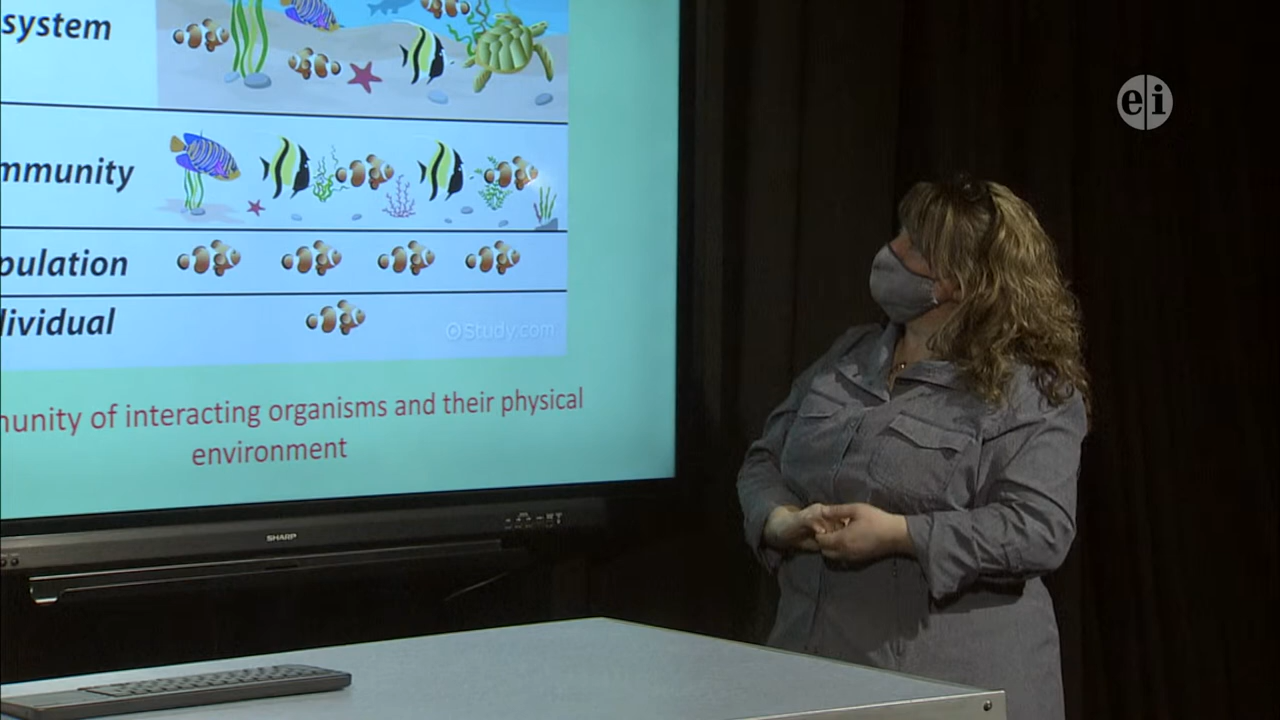 system
ei
mmunity
pulation
dividual
Study.com
munity of interacting organisms and their physical
environment
SHARP